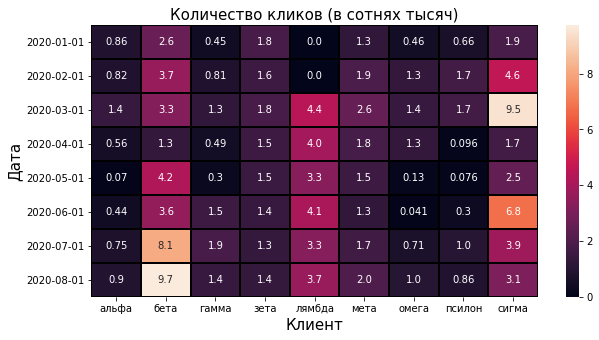 Количество кликов (в сотнях тысяч)
Дата
2020-01-01 0.86 2.6 0.45 1.8 0.0 1.3 0.46 0.66 1.9
2020-02-01 0.82 3.7 0.81 1.6 0.0 1.9 1.3 1.7 4.6
2020-03-01 1.4 3.3 1.3 1.8 4.4 2.6 1.4 1.7 9.5
2020-04-01 0.56 1.3 0.49 1.5 4.0 1.8 1.3 0.096 1.7
2020-05-01 0.07 4.2 0.3 1.5 3.3 1.5 0.13 0.076 2.5
2020-06-01 0.44 3.6 1.5 1.4 4.1 1.3 0.041 0.3 6.8
2020-07-01 0.75 8.1 1.9 1.3 3.3 1.7 0.71 1.0 3.9
2020-08-01 0.9 9.7 1.4 1.4 3.7 2.0 1.0 0.86 3.1
альфа бета гамма зета лямбда мета омега псилон сигма
Клиент
8
6
4
2
0